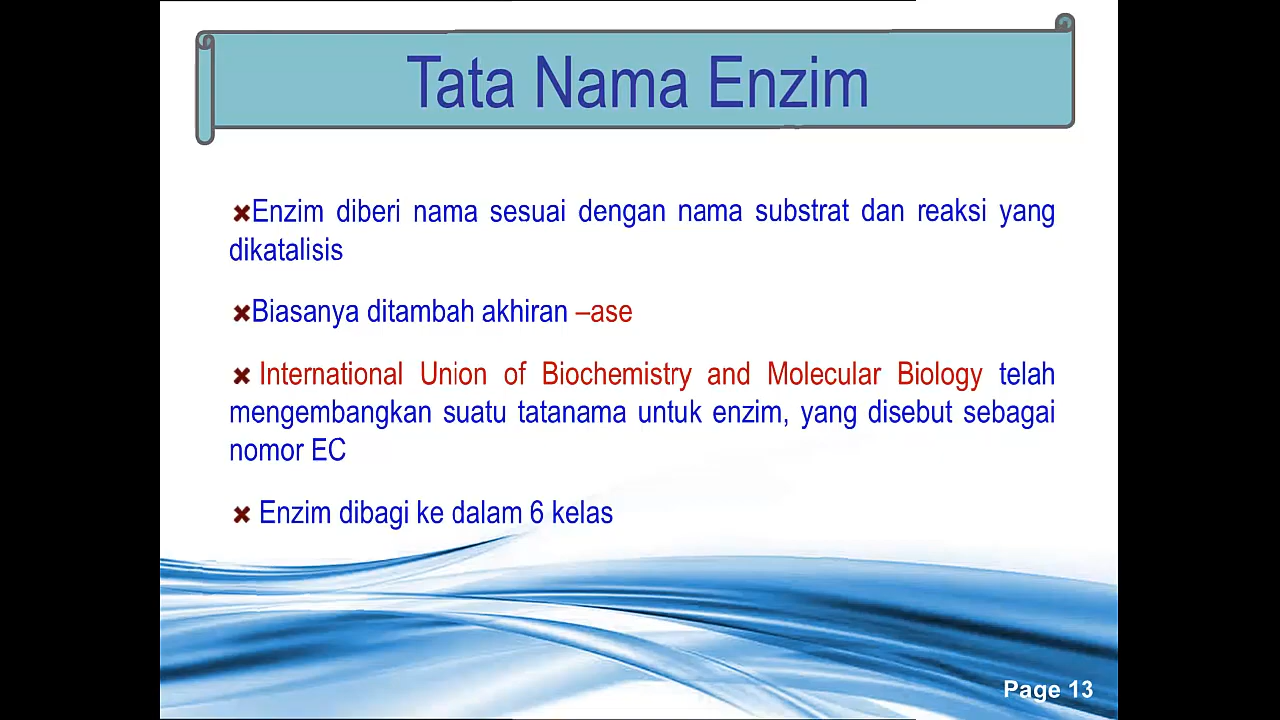 Tata Nama Enzim
Enzim diberi nama sesuai dengan nama substrat dan reaksi yang
dikatalisis
Biasanya ditambah akhiran –ase
International Union of Biochemistry and Molecular Biology telah
mengembangkan suatu tatanama untuk enzim, yang disebut sebagai
nomor EC
Enzim dibagi ke dalam 6 kelas
Page 13